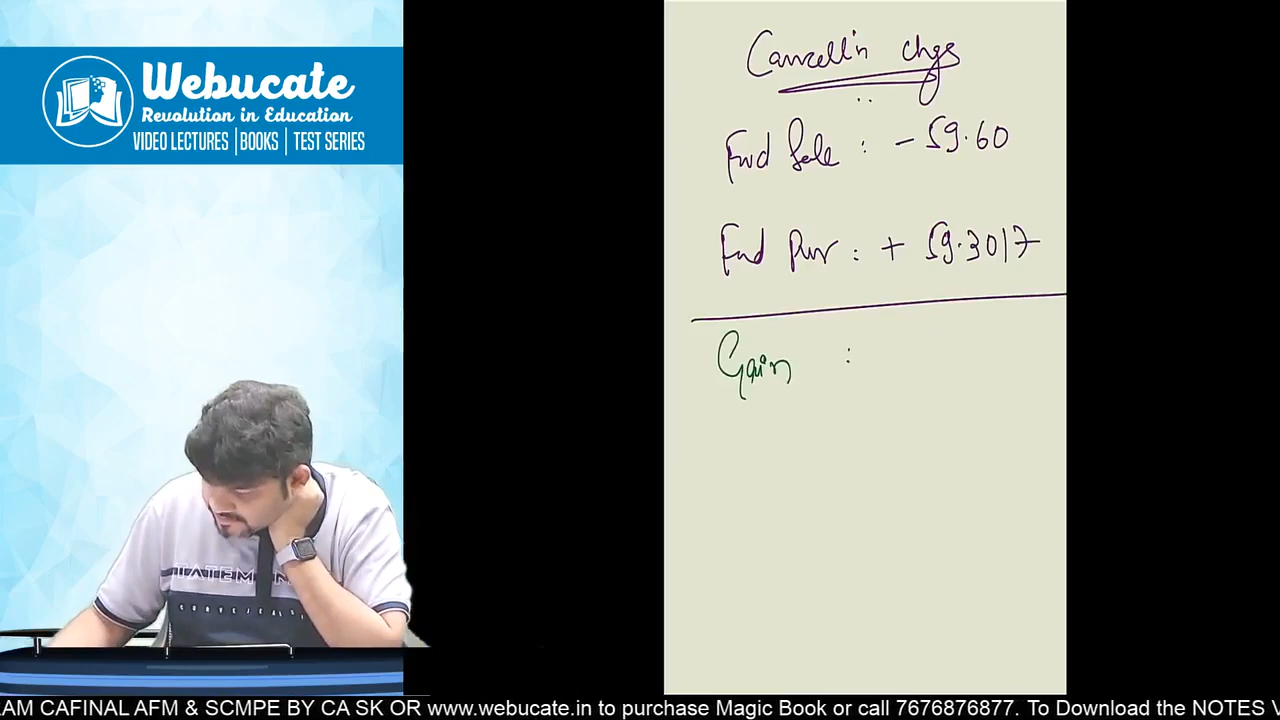 Webucate
Revolution in Education
VIDEO LECTURES | BOOKS | TEST SERIES
Cancell'n chgs
Fwd Sale : - 59.60
Fwd Pur : + 59.3017
Gain :
STATEMEN
LAM CAFINAL AFM & SCMPE BY CA SK OR www.webucate.in to purchase Magic Book or call 7676876877. To Download the NOTES V